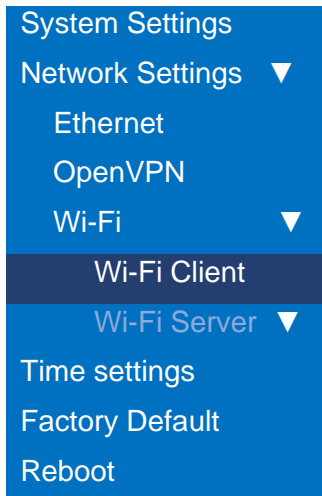 System Settings
Network Settings ▼
Ethernet
OpenVPN
Wi-Fi ▼
Wi-Fi Client
Wi-Fi Server ▼
Time settings
Factory Default
Reboot